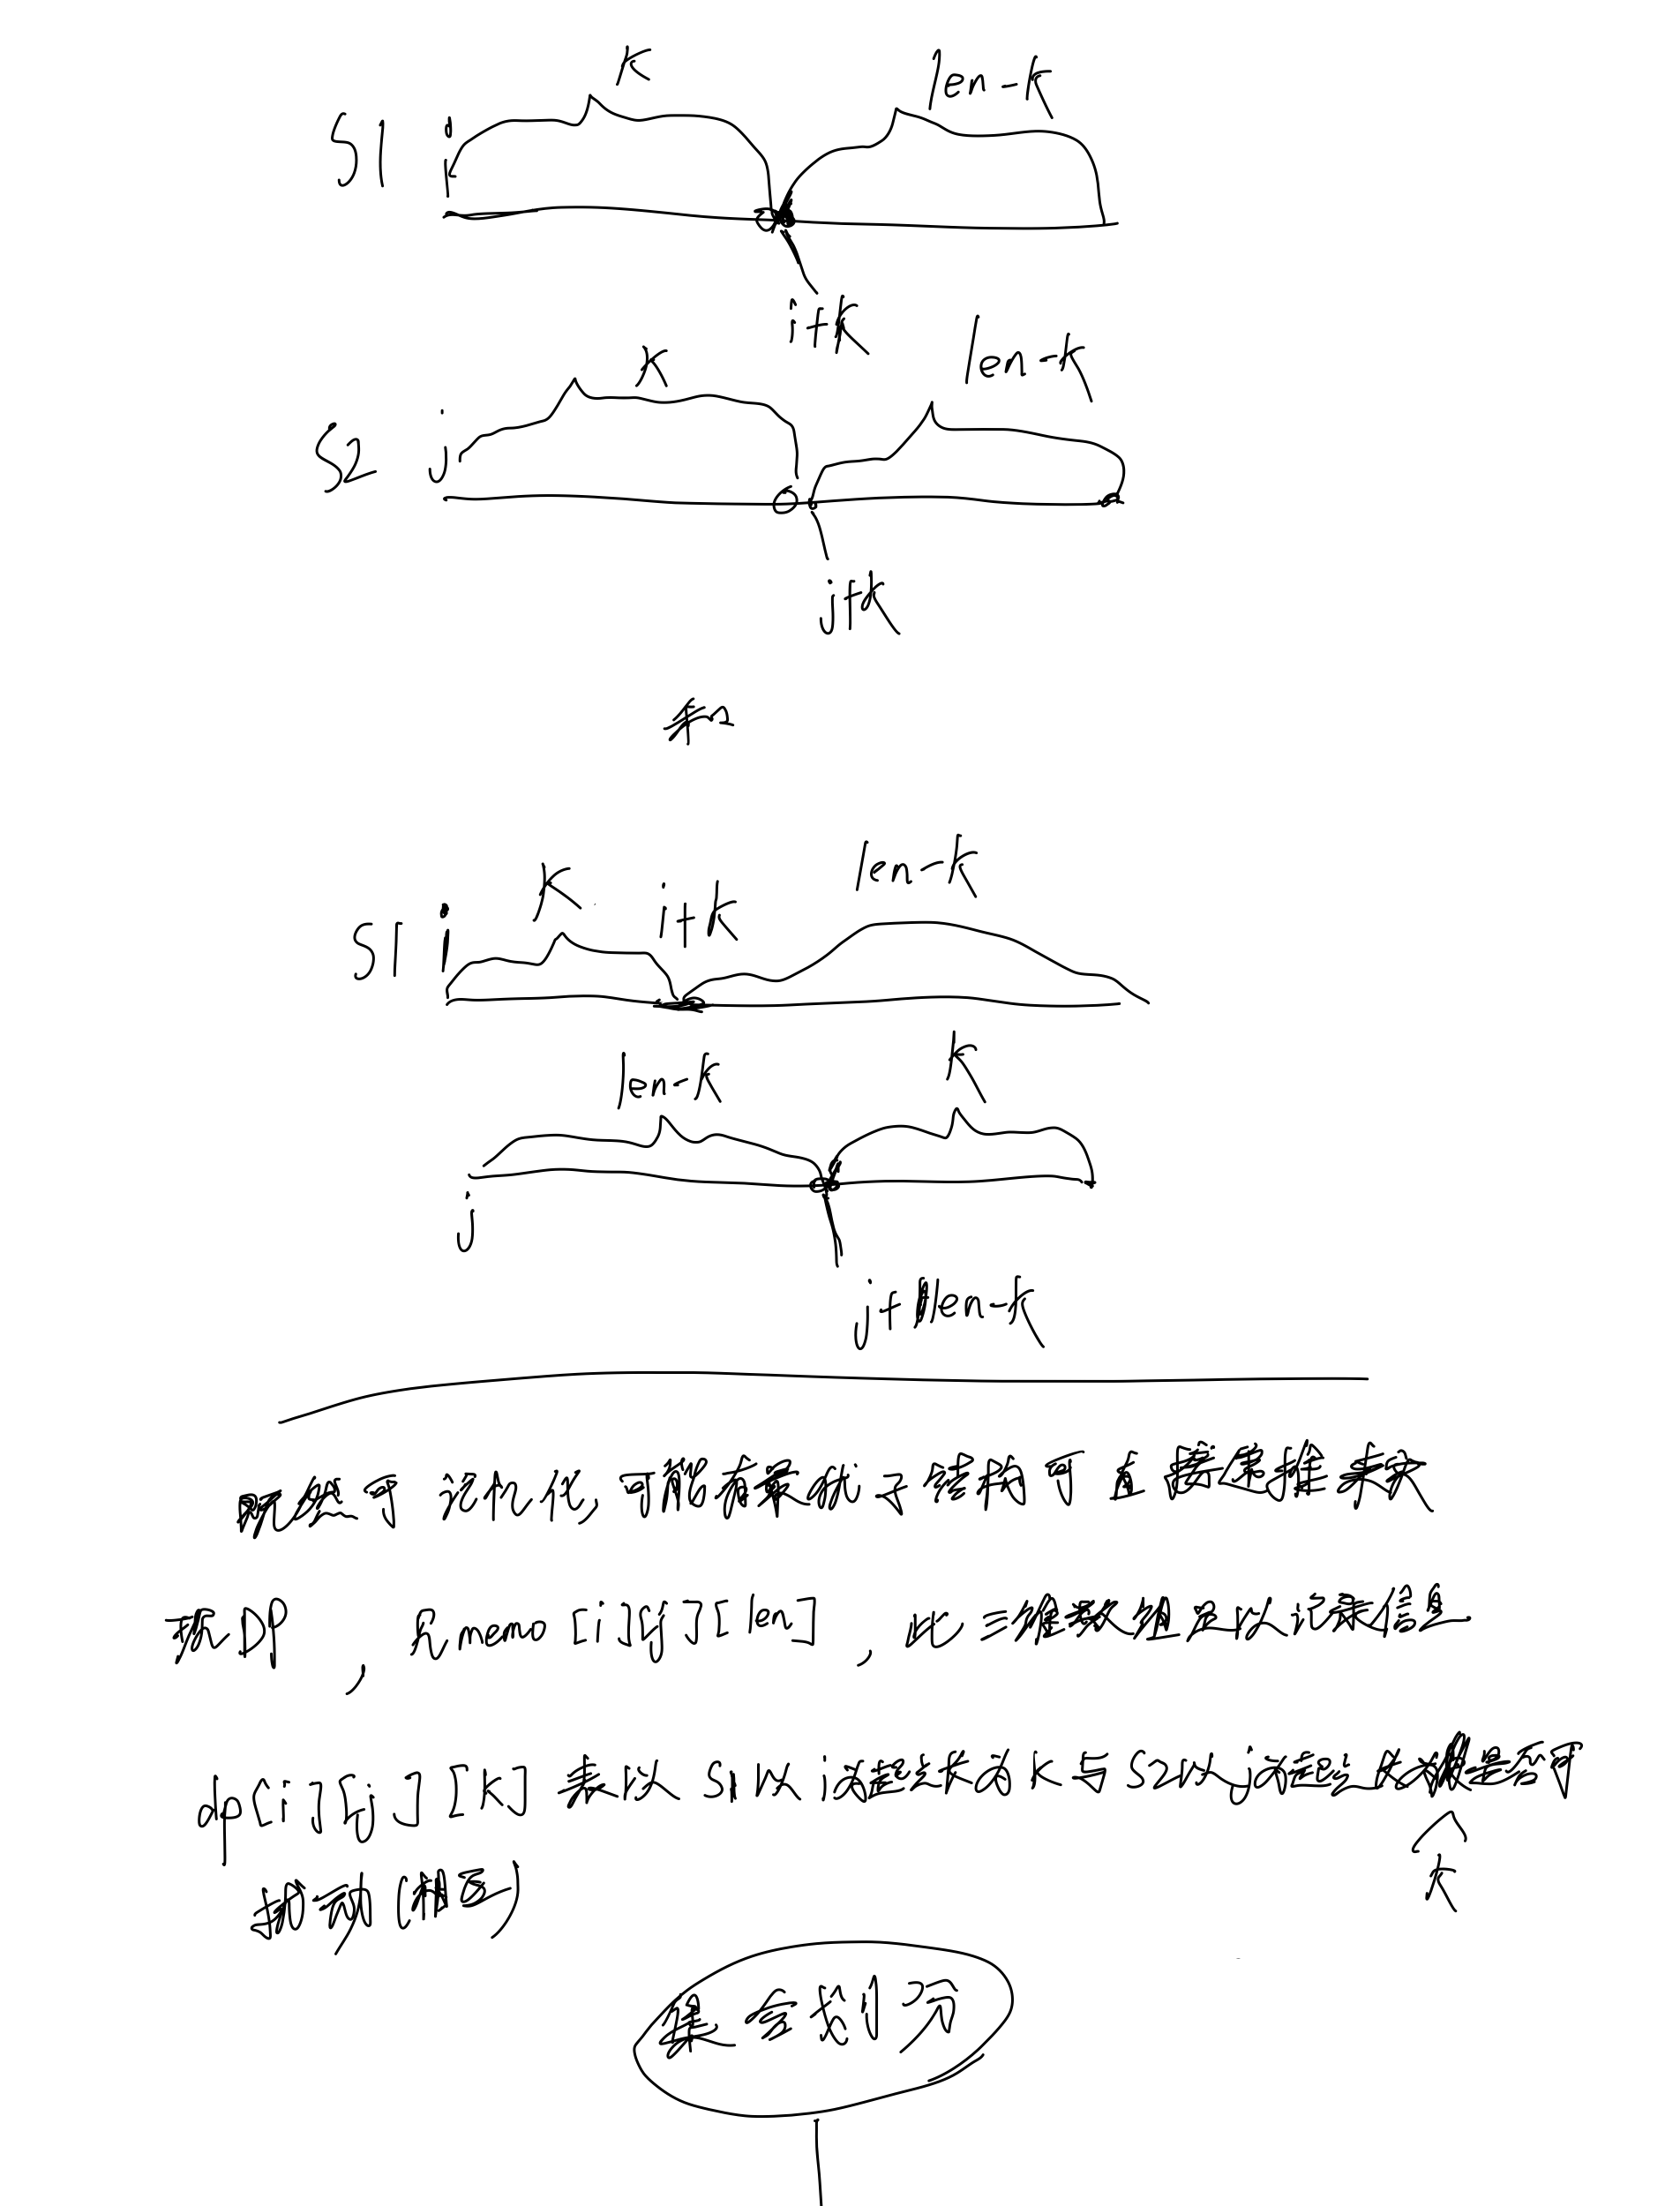 K
len-K
S1 i
i+K
K
len-K
S2 j
j+K
和
len-K
K
i+K
S1 i
K
len-K
j
j+len-K
既然可记忆化,可能有最优子结构可直接递推来实
现DP,用memo[i][j][len],此三维数组足以记录信息
dp[i][j][K]表以S1以i为起点长为K与S2以j为起点长为K是否可
扰动(相互)
集合划分